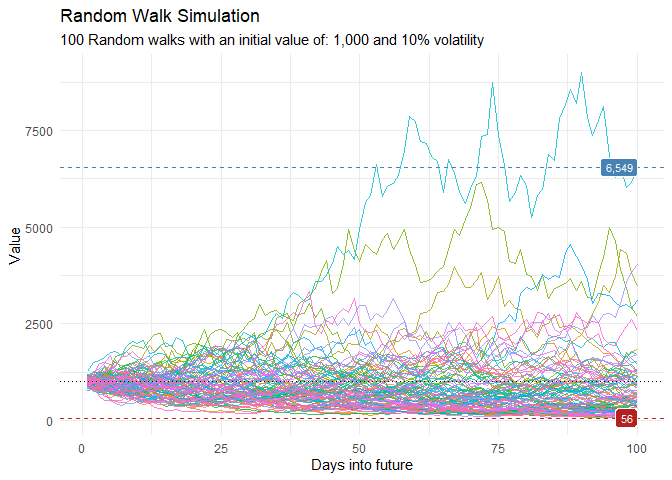 Random Walk Simulation
100 Random walks with an initial value of: 1,000 and 10% volatility
Value
7500
5000
2500
0
6,549
56
0
25
50
75
100
Days into future